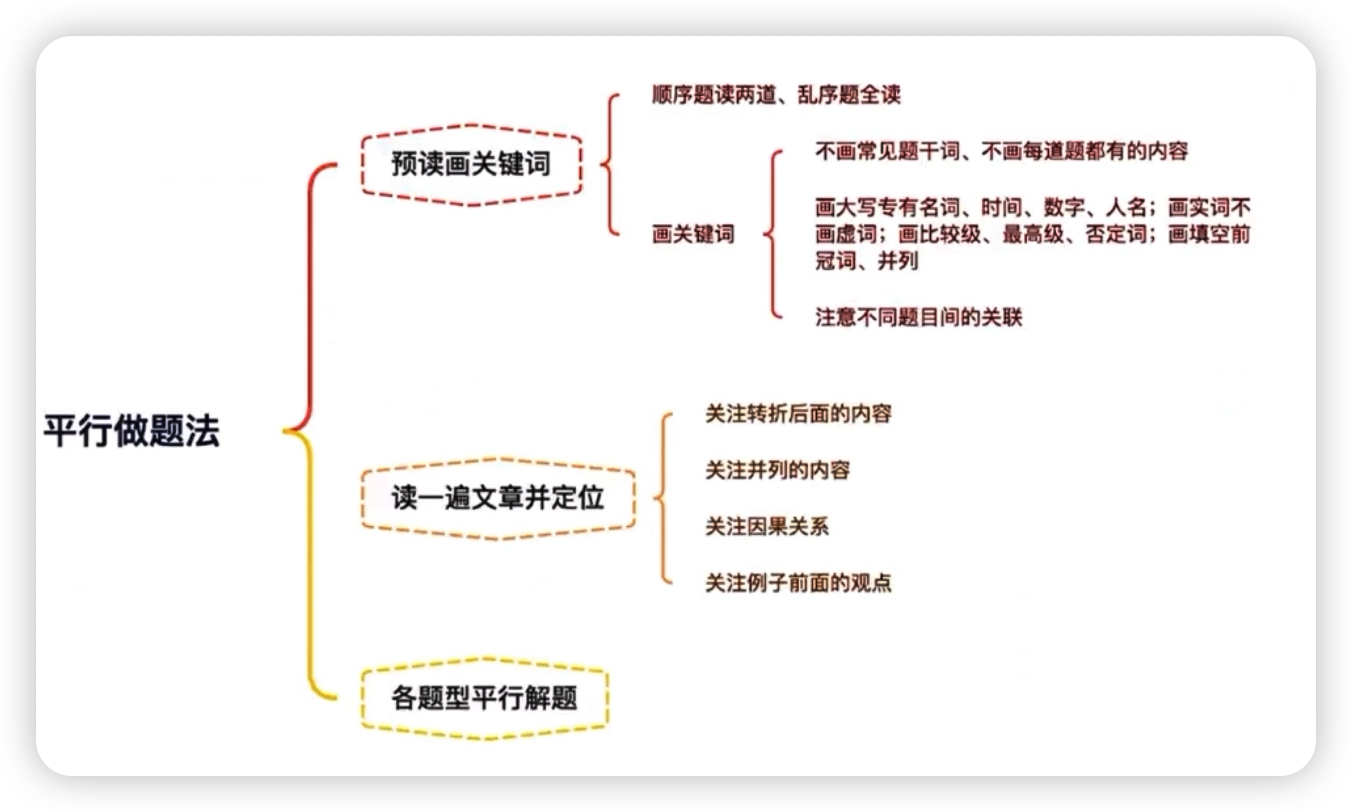 顺序题读两道、乱序题全读
预读画关键词
不画常见题干词、不画每道题都有的内容
画大写专有名词、时间、数字、人名；画实词不
画虚词；画比较级、最高级、否定词；画填空前
冠词、并列
画关键词
注意不同题目间的关联
平行做题法
关注转折后面的内容
关注并列的内容
读一遍文章并定位
关注因果关系
关注例子前面的观点
各题型平行解题